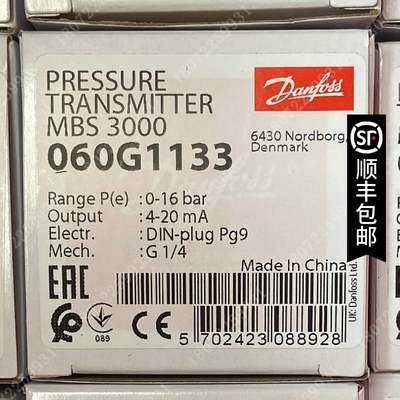 PRESSURE
TRANSMITTER
MBS 3000
060G1133
Danfoss
6430 Nordborg,
Denmark
SF
顺丰包邮
Range P(e) :0-16 bar
Output :4-20 mA
Electr. :DIN-plug Pg9
Mech. :G 1/4
Made In China
UK: Danfoss Ltd.
EAC
089
CE
5 702423 088928